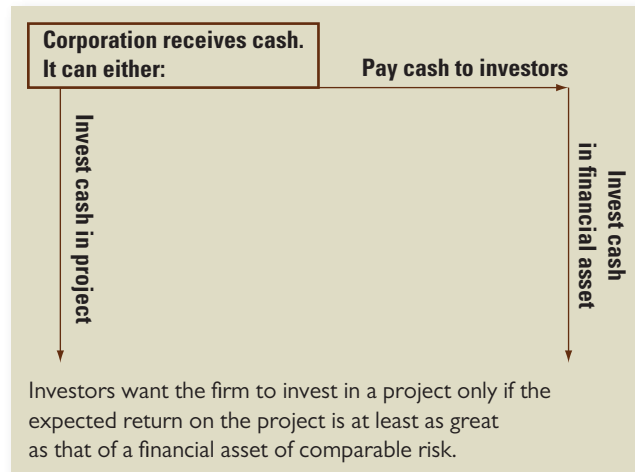 Corporation receives cash.
It can either:
Pay cash to investors
Invest cash in project
Invest cash
in financial asset
Investors want the firm to invest in a project only if the
expected return on the project is at least as great
as that of a financial asset of comparable risk.